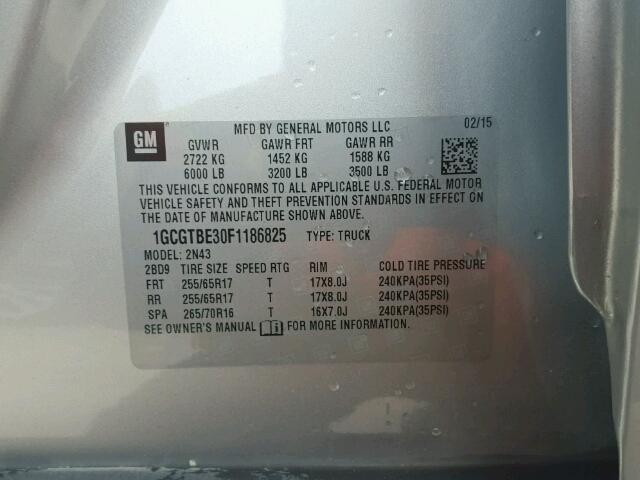 GM
MFD BY GENERAL MOTORS LLC 02/15
GVWR GAWR FRT GAWR RR
2722 KG 1452 KG 1588 KG
6000 LB 3200 LB 3500 LB
THIS VEHICLE CONFORMS TO ALL APPLICABLE U.S. FEDERAL MOTOR
VEHICLE SAFETY AND THEFT PREVENTION STANDARDS IN EFFECT ON
THE DATE OF MANUFACTURE SHOWN ABOVE.
1GCGTBE30F1186825 TYPE: TRUCK
MODEL: 2N43
2BD9 TIRE SIZE SPEED RTG RIM COLD TIRE PRESSURE
FRT 255/65R17 T 17X8.0J 240KPA(35PSI)
RR 255/65R17 T 17X8.0J 240KPA(35PSI)
SPA 265/70R16 T 16X7.0J 240KPA(35PSI)
SEE OWNER'S MANUAL FOR MORE INFORMATION